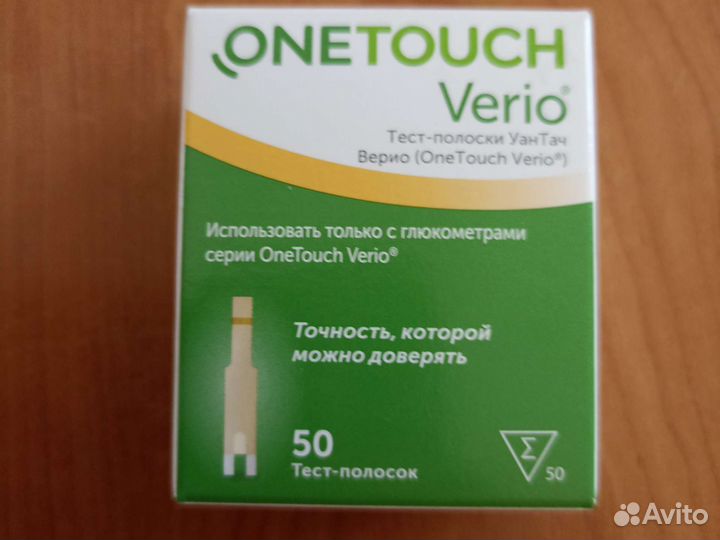 ONETOUCH
Verio®
Тест-полоски УанТач
Верио (OneTouch Verio®)
Использовать только с глюкометрами
серии OneTouch Verio®
Точность, которой
можно доверять
50
Тест-полосок
Σ
50
Avito